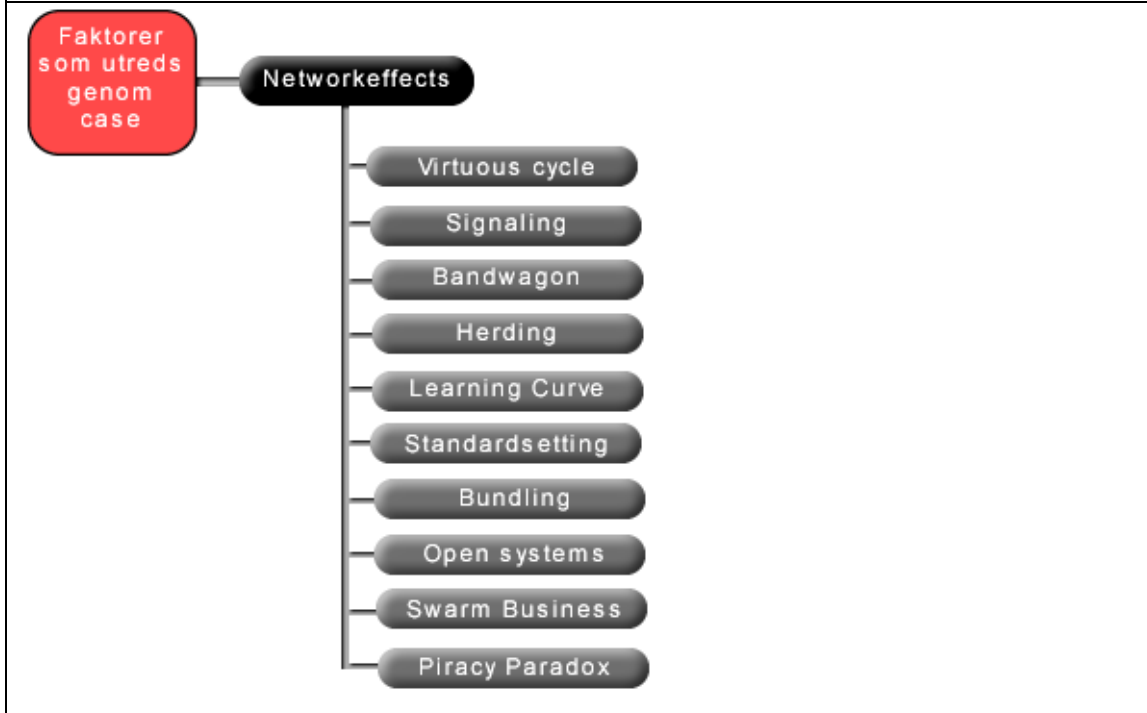 Faktorer
som utreds
genom
case
Networkeffects
Virtuous cycle
Signaling
Bandwagon
Herding
Learning Curve
Standardsetting
Bundling
Open systems
Swarm Business
Piracy Paradox